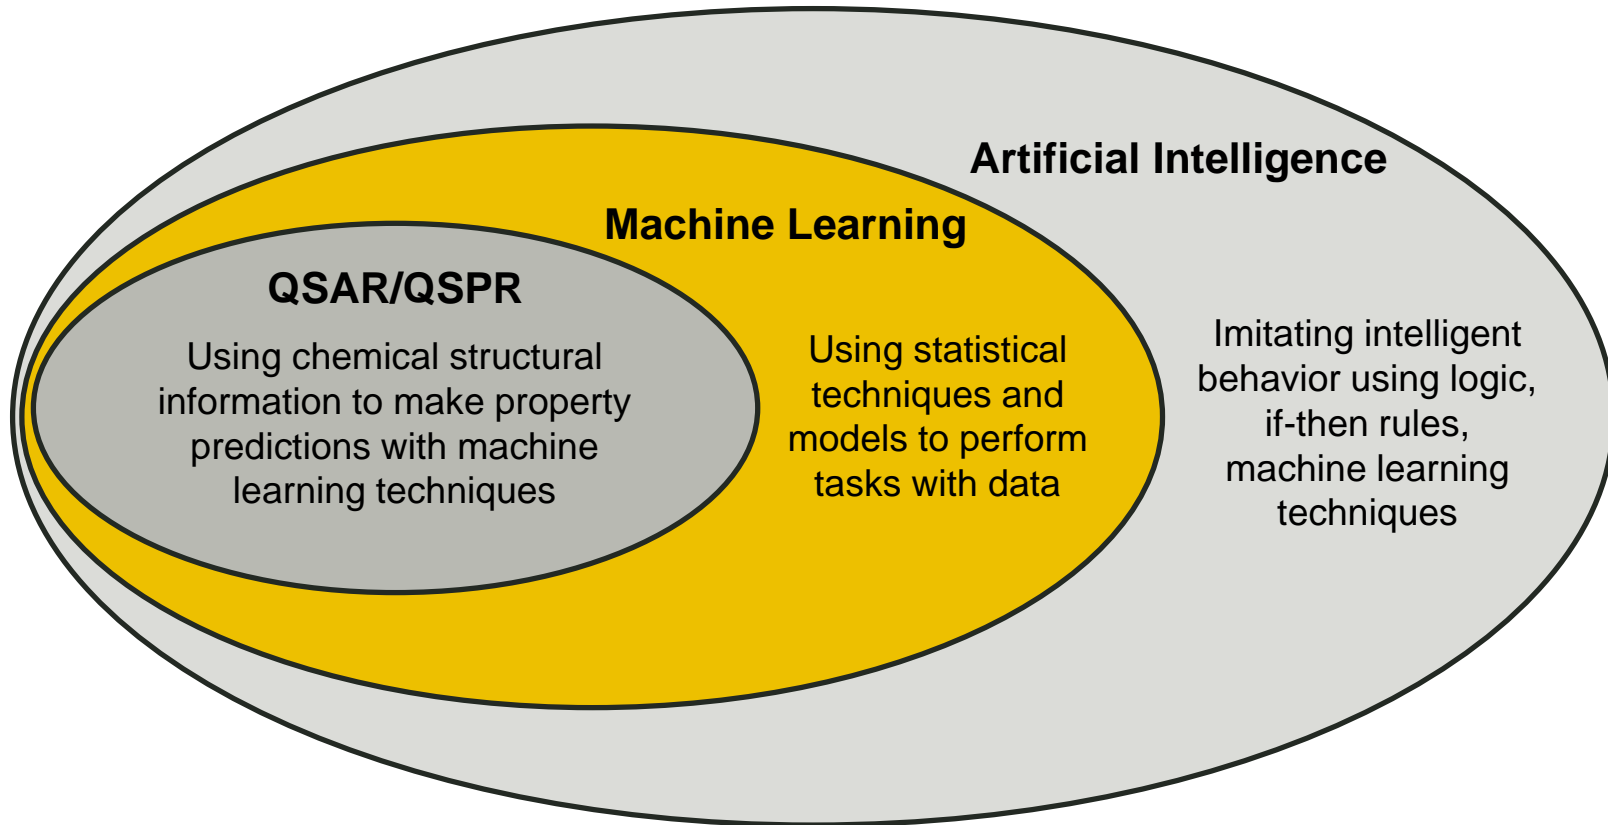 Artificial Intelligence
Machine Learning
QSAR/QSPR
Using chemical structural
information to make property
predictions with machine
learning techniques
Using statistical
techniques and
models to perform
tasks with data
Imitating intelligent
behavior using logic,
if-then rules,
machine learning
techniques